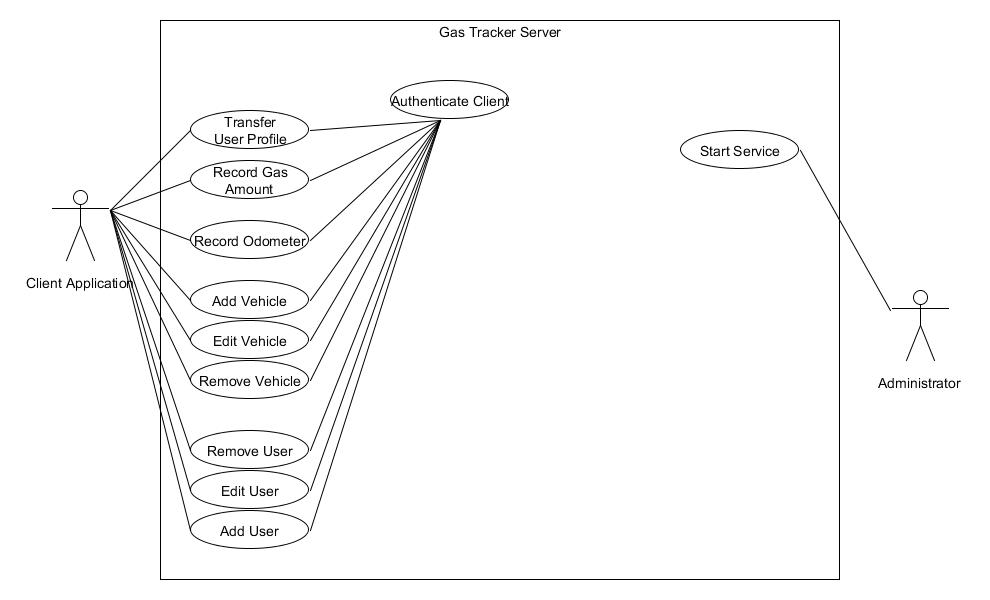 Gas Tracker Server
Authenticate Client
Transfer
User Profile
Start Service
Record Gas
Amount
Record Odometer
Client Application
Add Vehicle
Edit Vehicle
Remove Vehicle
Administrator
Remove User
Edit User
Add User